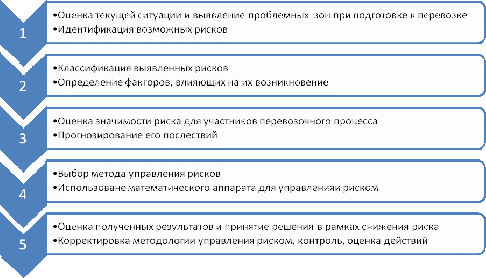 1
•Оценка текущей ситуации и выявление проблемных зон при подготовке к перевозке
•Идентификация возможных рисков
2
•Классификация выявленных рисков
•Определение факторов, влияющих на их возникновение
3
•Оценка значимости риска для участников перевозочного процесса
•Прогнозирование его послествий
4
•Выбор метода управления рисков
•Использоване математического аппарата для управлениями риском
5
•Оценка полученных результатов и принятие решения в рамках снижения риска
•Корректировка методологии управления риском, контроль, оценка действий